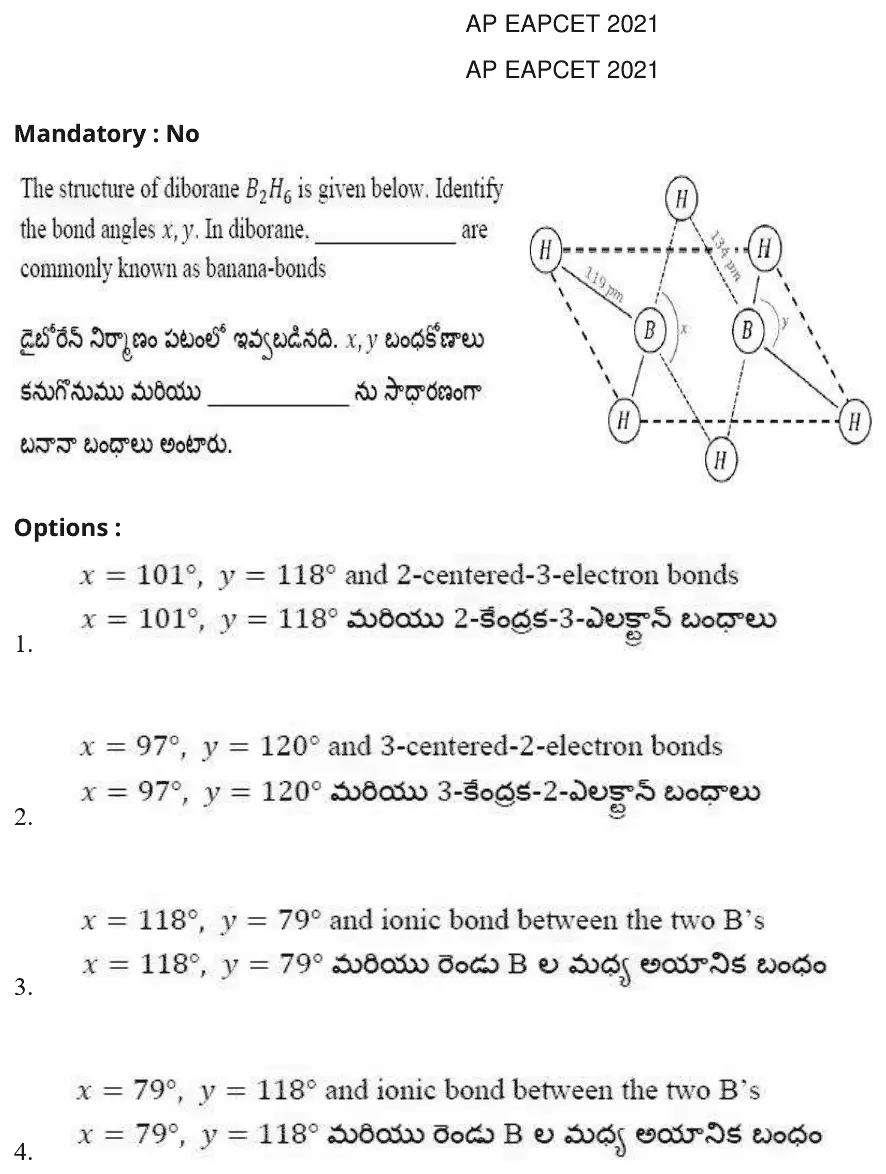 AP EAPCET 2021
AP EAPCET 2021
Mandatory : No
The structure of diborane B₂H₆ is given below. Identify
the bond angles x, y. In diborane, ____________ are
commonly known as banana-bonds
డైబోరేన్ నిర్మాణం పటంలో ఇవ్వబడినది. x, y బంధకోణాలు
కనుగొనుము మరియు ____________ ను సాధారణంగా
బనానా బంధాలు అంటారు.
H
H
H
134 pm
119 pm
B
x
B
y
H
H
H
Options :
x = 101°, y = 118° and 2-centered-3-electron bonds
x = 101°, y = 118° మరియు 2-కేంద్రక-3-ఎలక్ట్రాన్ బంధాలు
1.
x = 97°, y = 120° and 3-centered-2-electron bonds
x = 97°, y = 120° మరియు 3-కేంద్రక-2-ఎలక్ట్రాన్ బంధాలు
2.
x = 118°, y = 79° and ionic bond between the two B's
x = 118°, y = 79° మరియు రెండు B ల మధ్య అయానిక బంధం
3.
x = 79°, y = 118° and ionic bond between the two B's
x = 79°, y = 118° మరియు రెండు B ల మధ్య అయానిక బంధం
4.